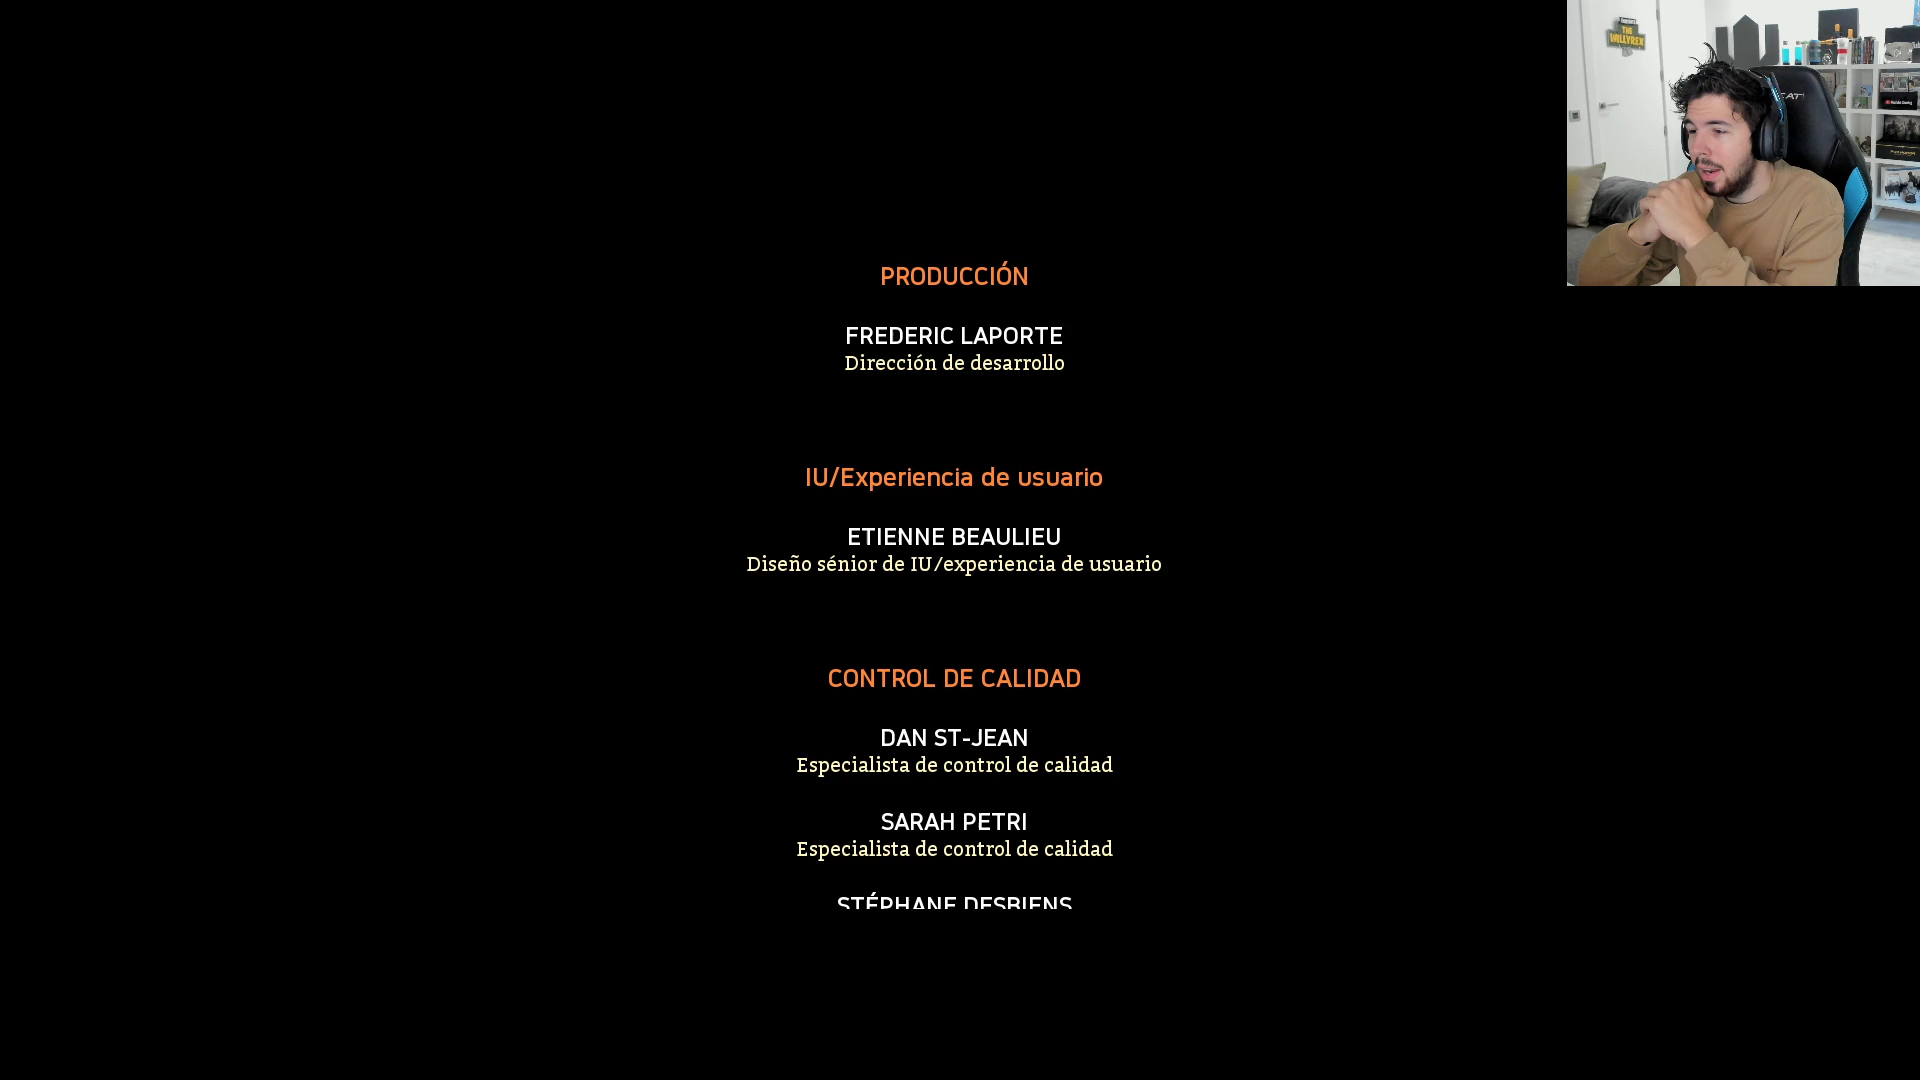 THE
WILLYREX
PRODUCCIÓN
FREDERIC LAPORTE
Dirección de desarrollo
IU/Experiencia de usuario
ETIENNE BEAULIEU
Diseño sénior de IU/experiencia de usuario
CONTROL DE CALIDAD
DAN ST-JEAN
Especialista de control de calidad
SARAH PETRI
Especialista de control de calidad
STÉPHANE DESBIENS